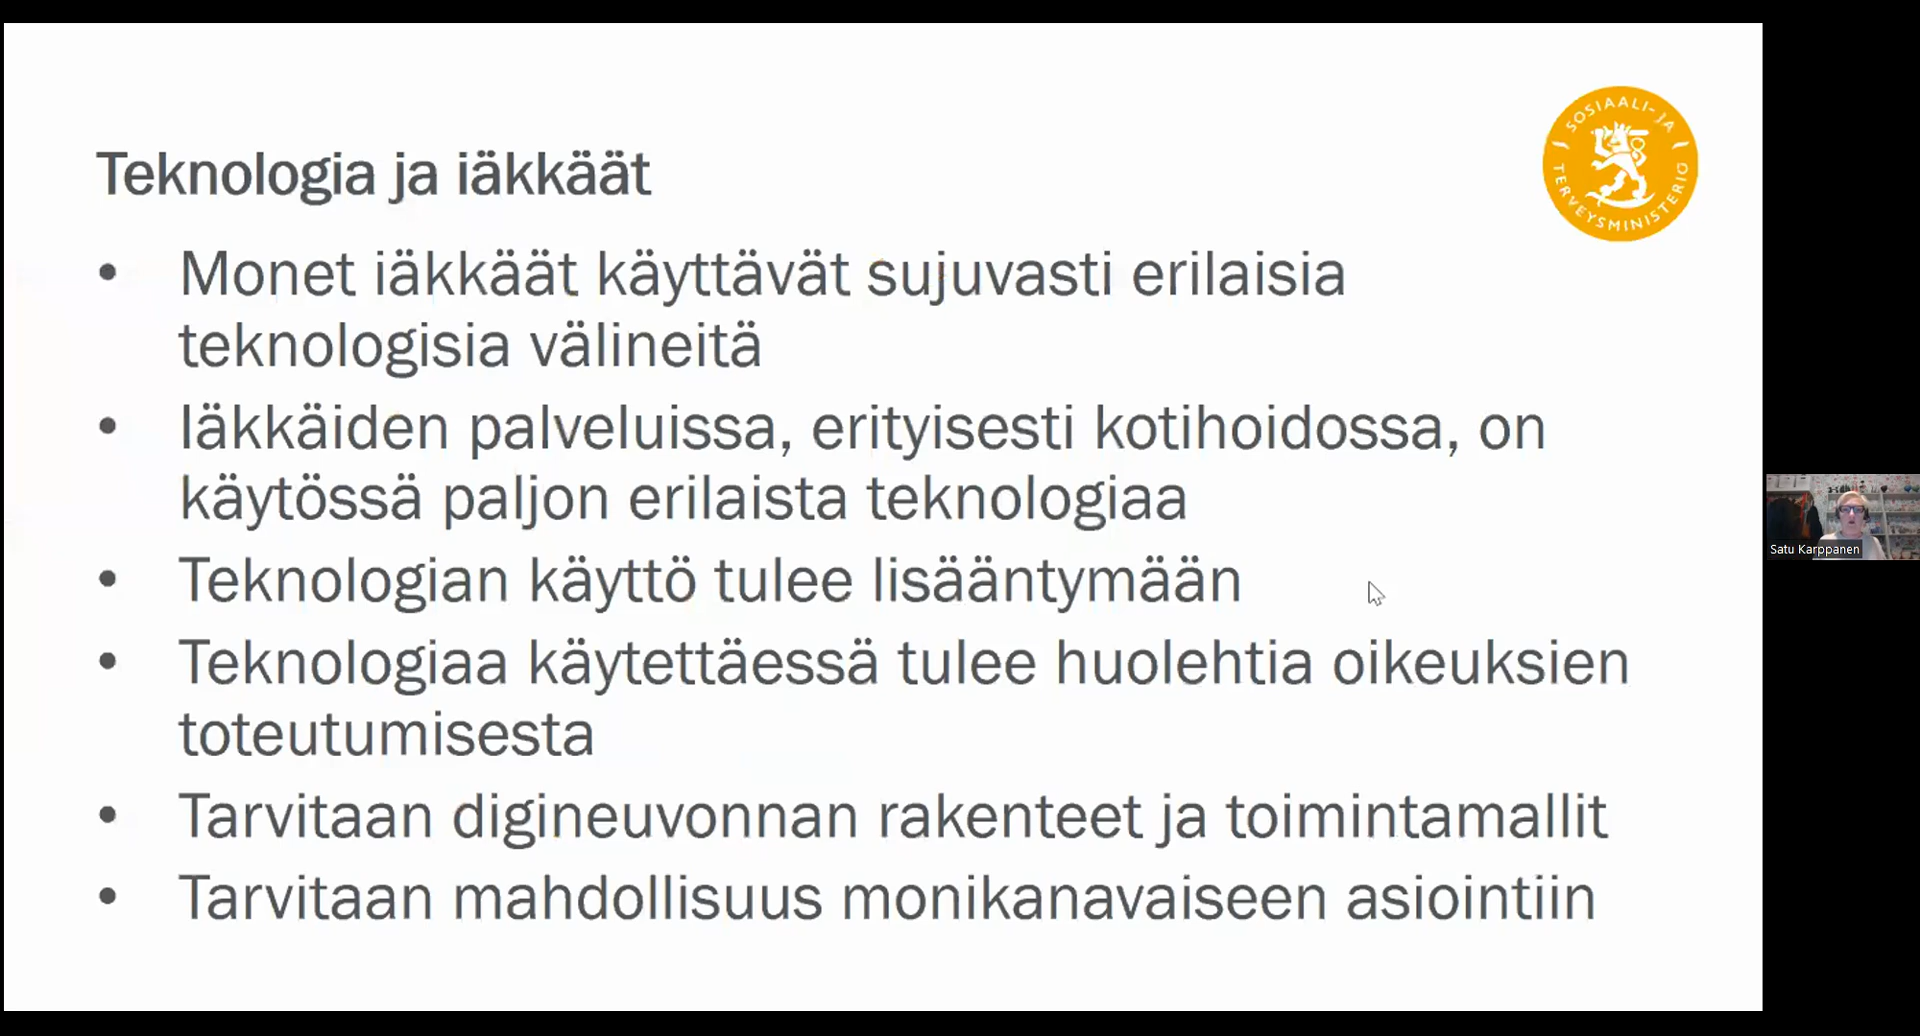 Teknologia ja iäkkäät
• Monet iäkkäät käyttävät sujuvasti erilaisia
teknologisia välineitä
• Iäkkäiden palveluissa, erityisesti kotihoidossa, on
käytössä paljon erilaista teknologiaa
• Teknologian käyttö tulee lisääntymään
• Teknologiaa käytettäessä tulee huolehtia oikeuksien
toteutumisesta
• Tarvitaan digineuvonnan rakenteet ja toimintamallit
• Tarvitaan mahdollisuus monikanavaiseen asiointiin
SOSIAALI- JA
TERVEYSMINISTERIÖ
Satu Karppanen